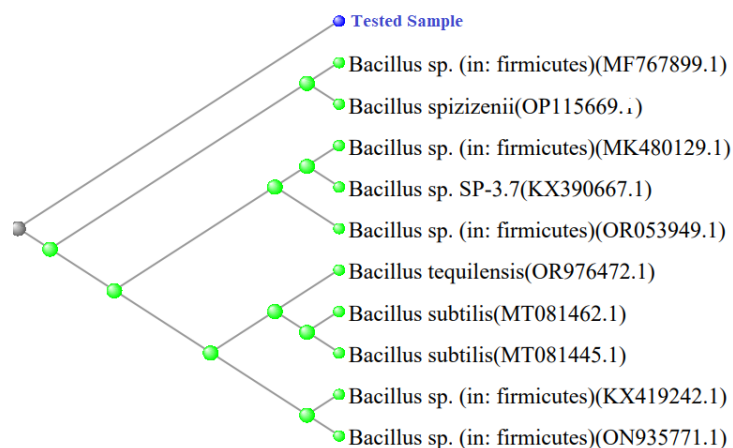 Tested Sample
Bacillus sp. (in: firmicutes)(MF767899.1)
Bacillus spizizenii(OP115669.1)
Bacillus sp. (in: firmicutes)(MK480129.1)
Bacillus sp. SP-3.7(KX390667.1)
Bacillus sp. (in: firmicutes)(OR053949.1)
Bacillus tequilensis(OR976472.1)
Bacillus subtilis(MT081462.1)
Bacillus subtilis(MT081445.1)
Bacillus sp. (in: firmicutes)(KX419242.1)
Bacillus sp. (in: firmicutes)(ON935771.1)